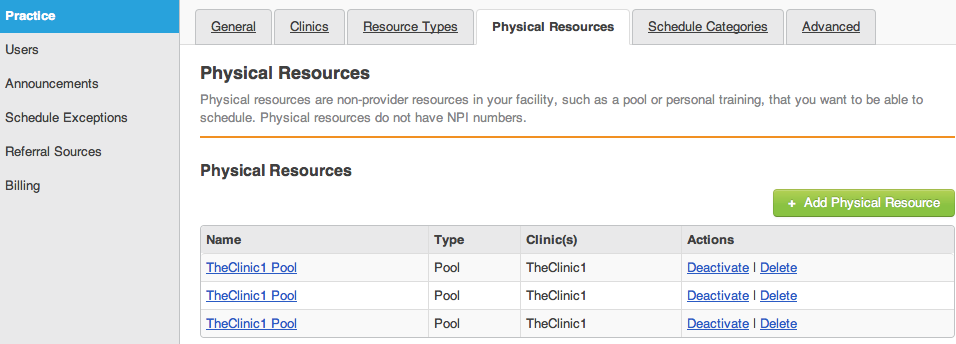 Practice
Users
Announcements
Schedule Exceptions
Referral Sources
Billing
General Clinics Resource Types Physical Resources Schedule Categories Advanced
Physical Resources
Physical resources are non-provider resources in your facility, such as a pool or personal training, that you want to be able to
schedule. Physical resources do not have NPI numbers.
Physical Resources
+ Add Physical Resource
Name Type Clinic(s) Actions
TheClinic1 Pool Pool TheClinic1 Deactivate | Delete
TheClinic1 Pool Pool TheClinic1 Deactivate | Delete
TheClinic1 Pool Pool TheClinic1 Deactivate | Delete